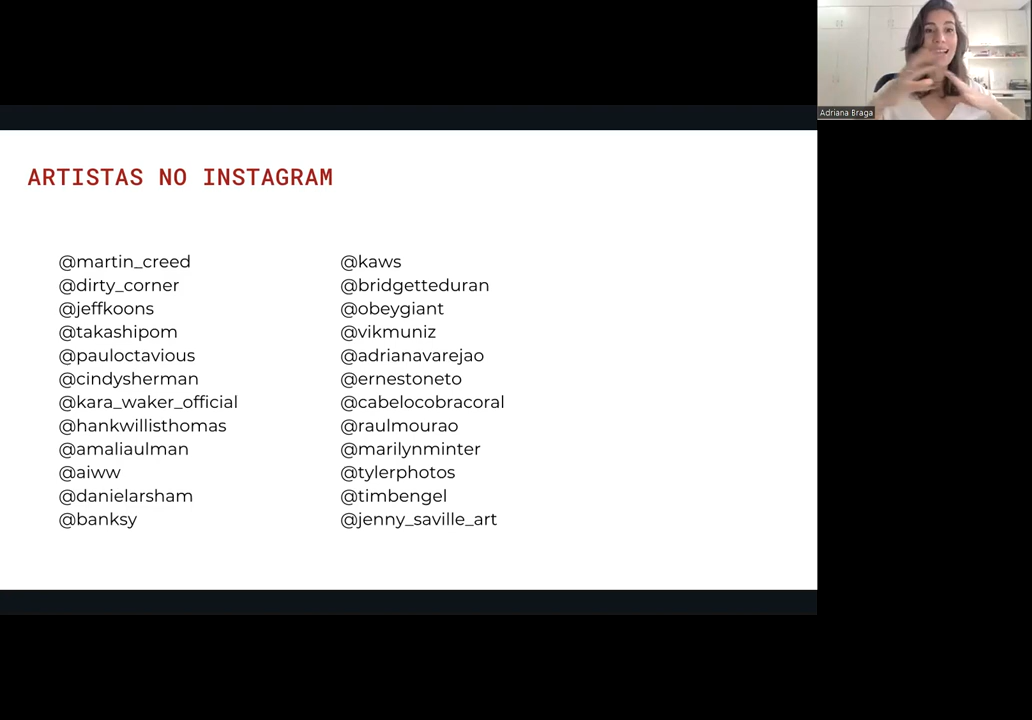 Adriana Braga
ARTISTAS NO INSTAGRAM
@martin_creed
@dirty_corner
@jeffkoons
@takashipom
@pauloctavious
@cindysherman
@kara_waker_official
@hankwillisthomas
@amaliaulman
@aiww
@danielarsham
@banksy
@kaws
@bridgetteduran
@obeygiant
@vikmuniz
@adrianavarejao
@ernestoneto
@cabelocobracoral
@raulmourao
@marilynminter
@tylerphotos
@timbengel
@jenny_saville_art